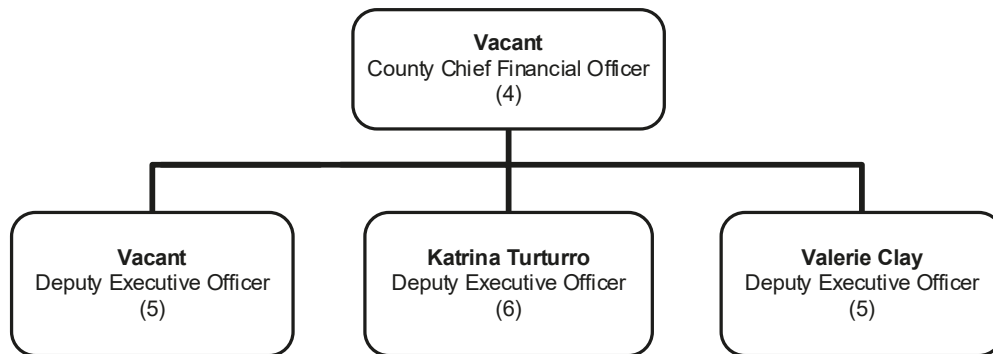 Vacant
County Chief Financial Officer
(4)
Vacant
Deputy Executive Officer
(5)
Katrina Turturro
Deputy Executive Officer
(6)
Valerie Clay
Deputy Executive Officer
(5)